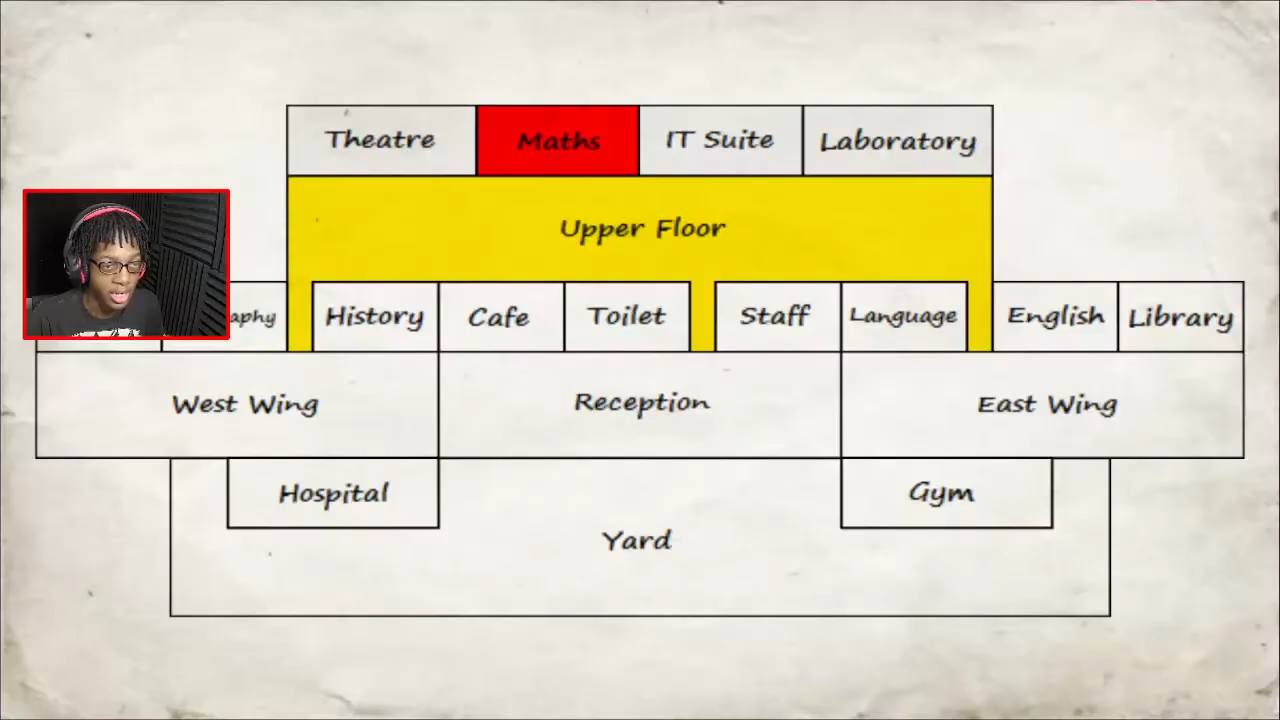 Theatre Maths IT Suite Laboratory
Upper Floor
History Cafe Toilet Staff Language English Library
West Wing Reception East Wing
Hospital Gym
Yard